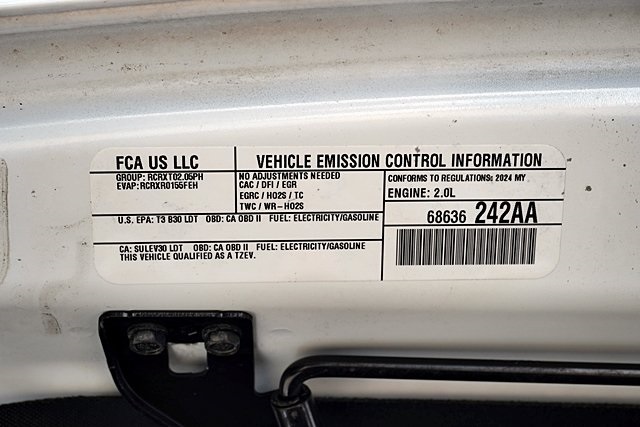 FCA US LLC
VEHICLE EMISSION CONTROL INFORMATION
GROUP: RCRXT02.05PH
EVAP: RCRXR0155FEH
NO ADJUSTMENTS NEEDED
CAC / DFI / EGR
EGRC / HO2S / TC
TWC / WR-HO2S
CONFORMS TO REGULATIONS: 2024 MY
ENGINE: 2.0L
U.S. EPA: T3 B30 LDT OBD: CA OBD II FUEL: ELECTRICITY/GASOLINE
68636 242AA
CA: SULEV30 LDT OBD: CA OBD II FUEL: ELECTRICITY/GASOLINE
THIS VEHICLE QUALIFIED AS A TZEV.